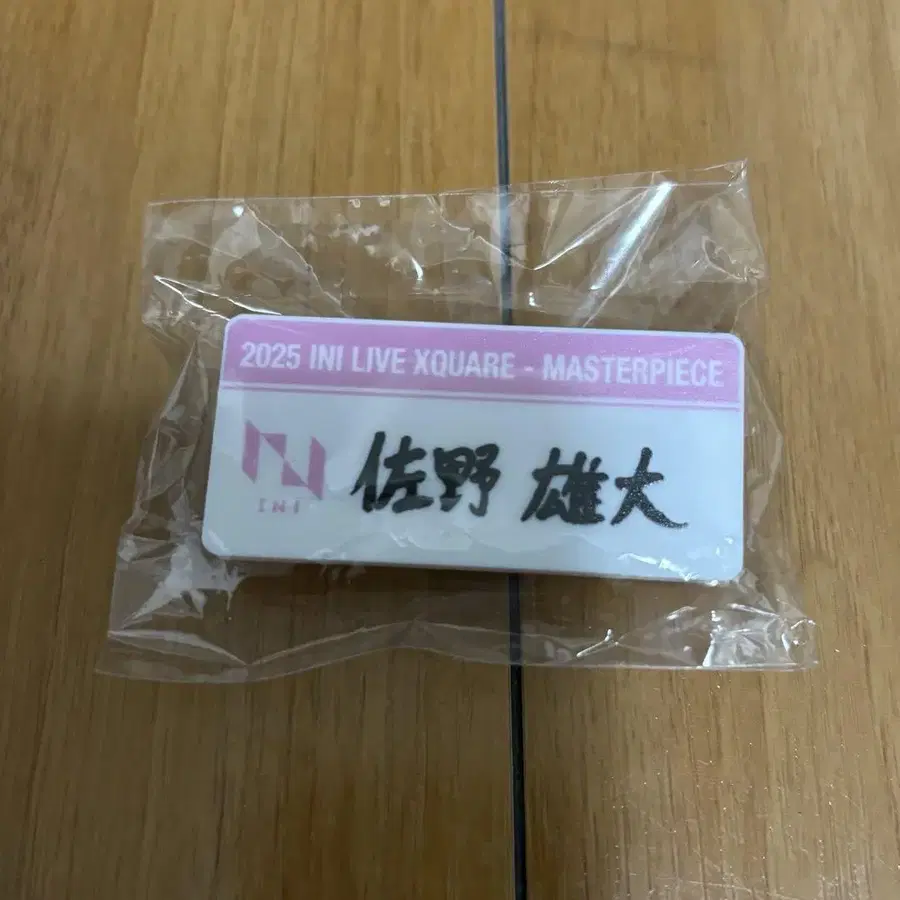 2025 INI LIVE XQUARE - MASTERPIECE
INI
佐野 雄大